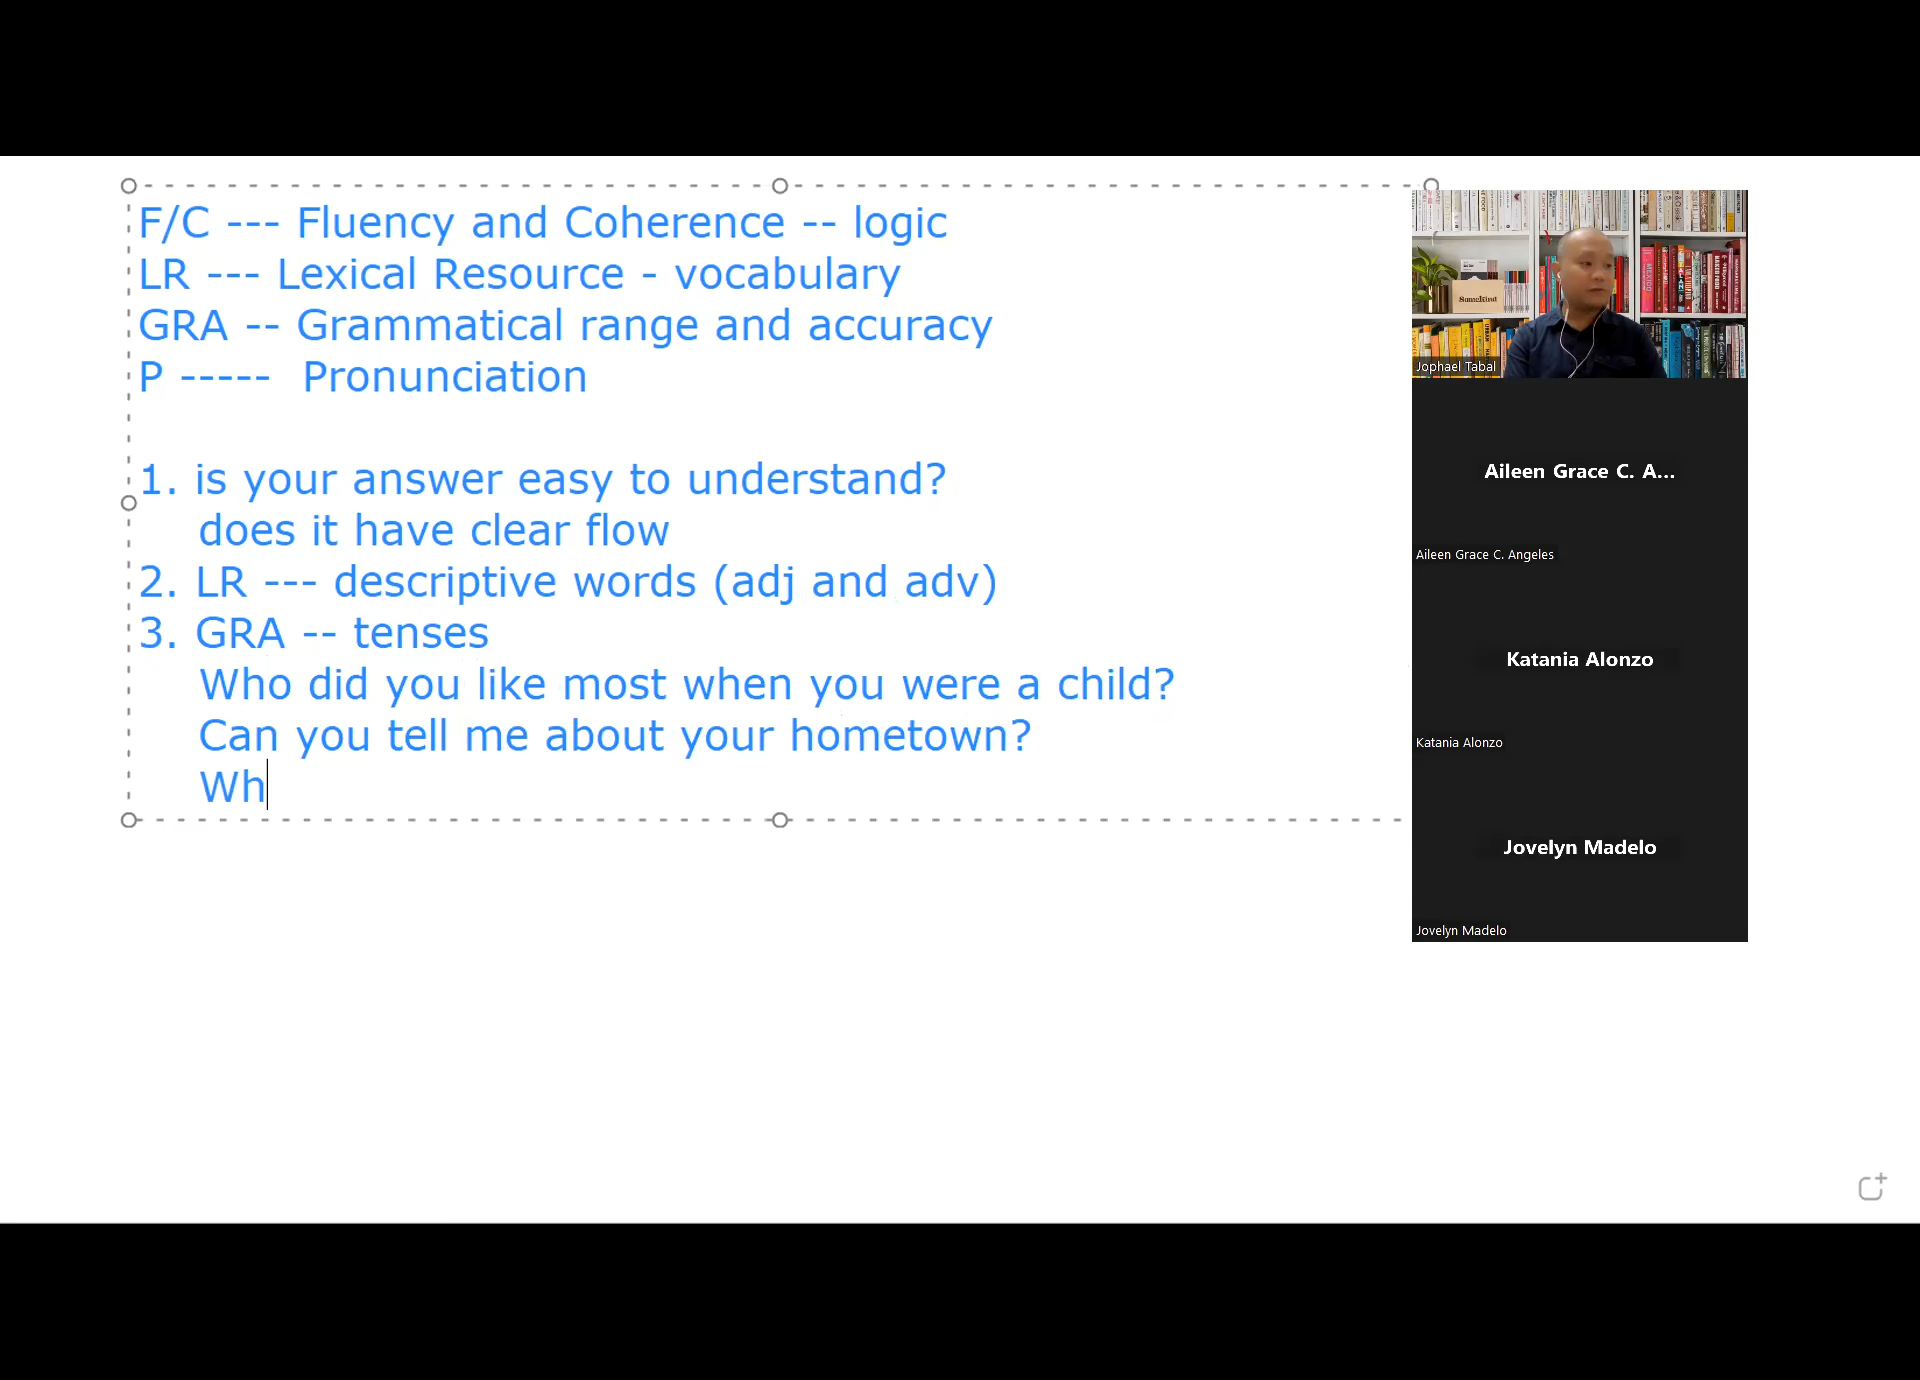 F/C --- Fluency and Coherence -- logic
LR --- Lexical Resource - vocabulary
GRA -- Grammatical range and accuracy
P ----- Pronunciation
1. is your answer easy to understand?
does it have clear flow
2. LR --- descriptive words (adj and adv)
3. GRA -- tenses
Who did you like most when you were a child?
Can you tell me about your hometown?
Wh
SomeKind
Jophael Tabal
Aileen Grace C. A...
Aileen Grace C. Angeles
Katania Alonzo
Katania Alonzo
Jovelyn Madelo
Jovelyn Madelo